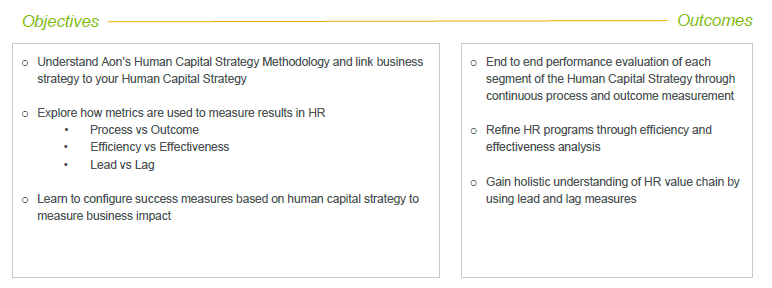 Objectives
Outcomes
o Understand Aon's Human Capital Strategy Methodology and link business
strategy to your Human Capital Strategy
o Explore how metrics are used to measure results in HR
• Process vs Outcome
• Efficiency vs Effectiveness
• Lead vs Lag
o Learn to configure success measures based on human capital strategy to
measure business impact
o End to end performance evaluation of each
segment of the Human Capital Strategy through
continuous process and outcome measurement
o Refine HR programs through efficiency and
effectiveness analysis
o Gain holistic understanding of HR value chain by
using lead and lag measures